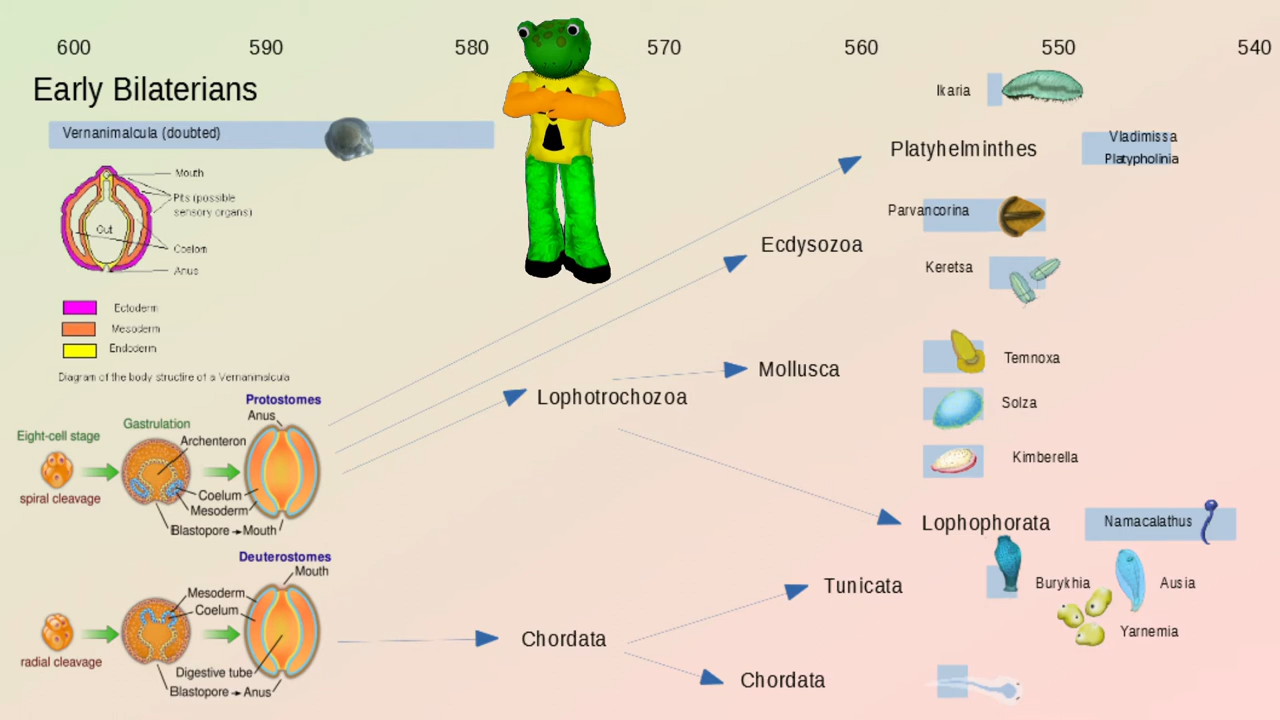 600 590 580 570 560 550 540
Early Bilaterians
Vernanimalcula (doubted)
Mouth
Pits (possible
sensory organs)
Gut
Coelom
Anus
Ectoderm
Mesoderm
Endoderm
Diagram of the body structire of a Vernanimalcula
Protostomes
Anus
Gastrulation
Eight-cell stage
Archenteron
spiral cleavage
Coelum
Mesoderm
Blastopore
Mouth
Deuterostomes
Mouth
Mesoderm
Coelum
radial cleavage
Digestive tube
Blastopore
Anus
Ikaria
Platyhelminthes
Vladimissa
Platypholinia
Parvancorina
Ecdysozoa
Keretsa
Mollusca
Temnoxa
Lophotrochozoa
Solza
Kimberella
Lophophorata
Namacalathus
Tunicata
Burykhia
Ausia
Yarnemia
Chordata
Chordata